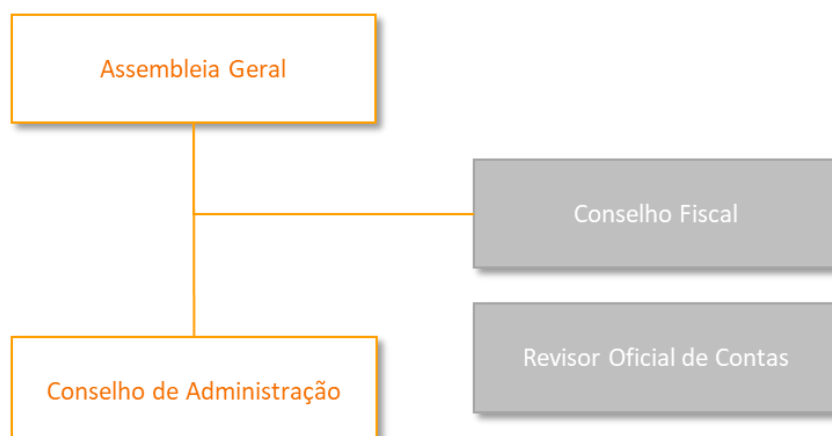 Assembleia Geral
Conselho Fiscal
Revisor Oficial de Contas
Conselho de Administração